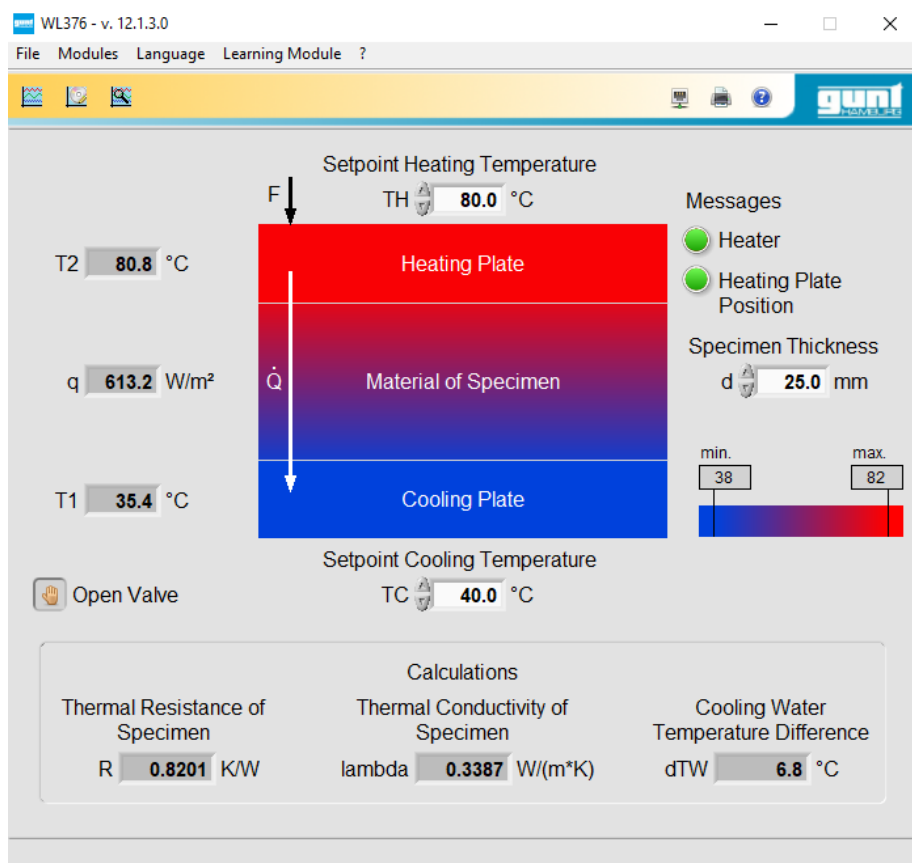 WL376 - v. 12.1.3.0
File Modules Language Learning Module ?
gunt
HAMBURG
Setpoint Heating Temperature
F
TH 80.0 °C
Messages
Heater
T2 80.8 °C
Heating Plate
Heating Plate
Position
Specimen Thickness
d 25.0 mm
q 613.2 W/m²
Q̇
Material of Specimen
min. max.
38 82
T1 35.4 °C
Cooling Plate
Setpoint Cooling Temperature
TC 40.0 °C
Open Valve
Calculations
Thermal Resistance of
Specimen
R 0.8201 K/W
Thermal Conductivity of
Specimen
lambda 0.3387 W/(m*K)
Cooling Water
Temperature Difference
dTW 6.8 °C